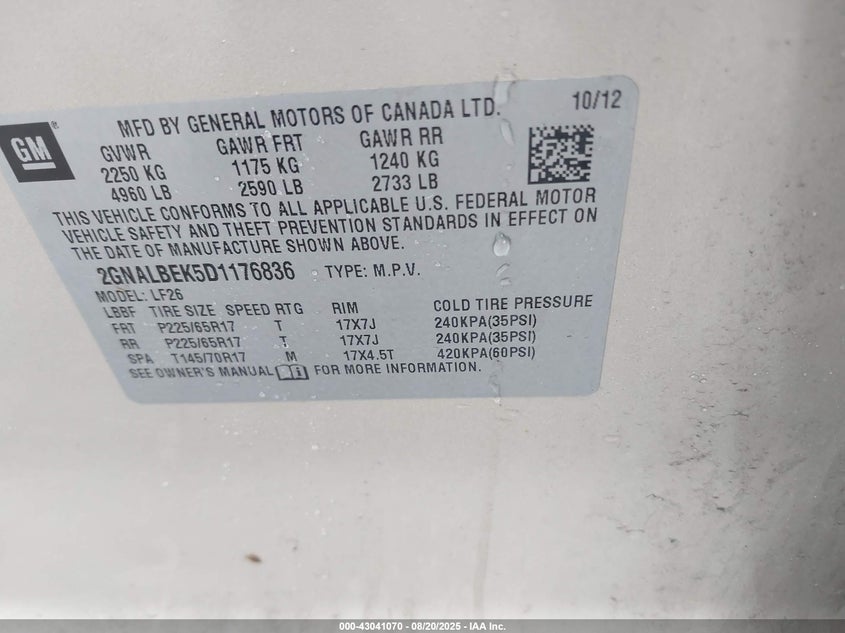 GM
MFD BY GENERAL MOTORS OF CANADA LTD. 10/12
GVWR GAWR FRT GAWR RR
2250 KG 1175 KG 1240 KG
4960 LB 2590 LB 2733 LB
THIS VEHICLE CONFORMS TO ALL APPLICABLE U.S. FEDERAL MOTOR
VEHICLE SAFETY AND THEFT PREVENTION STANDARDS IN EFFECT ON
THE DATE OF MANUFACTURE SHOWN ABOVE.
2GNALBEK5D1176836 TYPE: M.P.V.
MODEL: LF26
LBBF TIRE SIZE SPEED RTG RIM COLD TIRE PRESSURE
FRT P225/65R17 T 17X7J 240KPA(35PSI)
RR P225/65R17 T 17X7J 240KPA(35PSI)
SPA T145/70R17 M 17X4.5T 420KPA(60PSI)
SEE OWNER'S MANUAL FOR MORE INFORMATION.
000-43041070 - 08/20/2025 - IAA Inc.